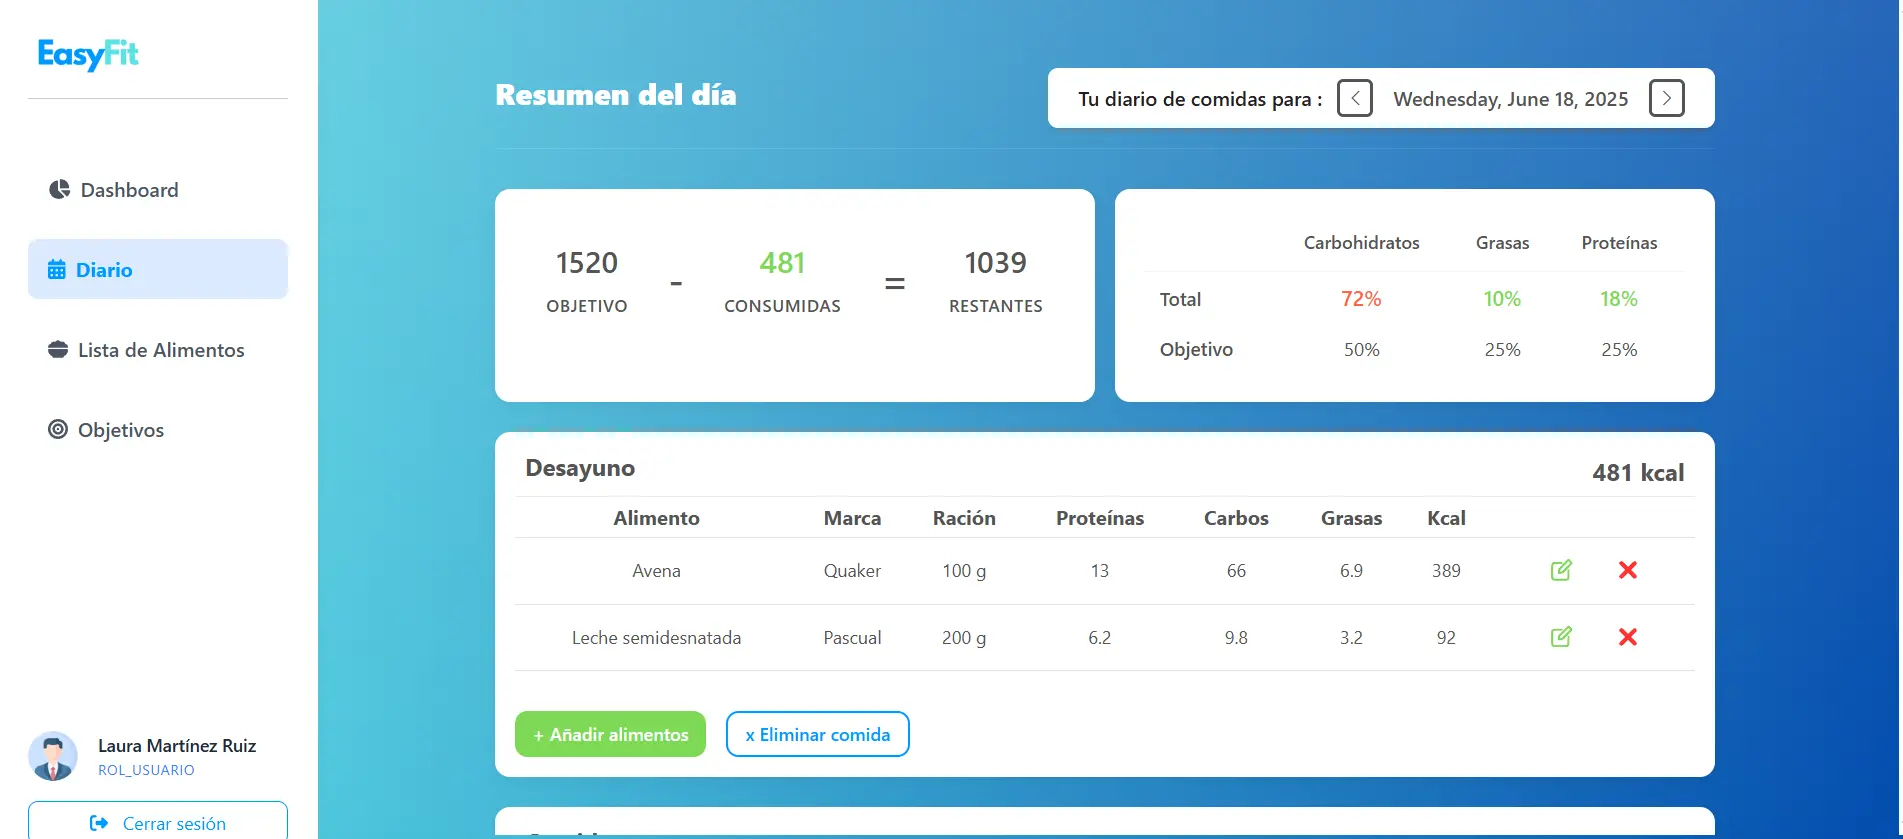 EasyFit
Dashboard
Diario
Lista de Alimentos
Objetivos
Laura Martínez Ruiz
ROL_USUARIO
Cerrar sesión
Resumen del día
Tu diario de comidas para : < Wednesday, June 18, 2025 >
1520 - 481 = 1039
OBJETIVO CONSUMIDAS RESTANTES
Carbohidratos Grasas Proteínas
Total 72% 10% 18%
Objetivo 50% 25% 25%
Desayuno 481 kcal
Alimento Marca Ración Proteínas Carbos Grasas Kcal
Avena Quaker 100 g 13 66 6.9 389
Leche semidesnatada Pascual 200 g 6.2 9.8 3.2 92
+ Añadir alimentos x Eliminar comida